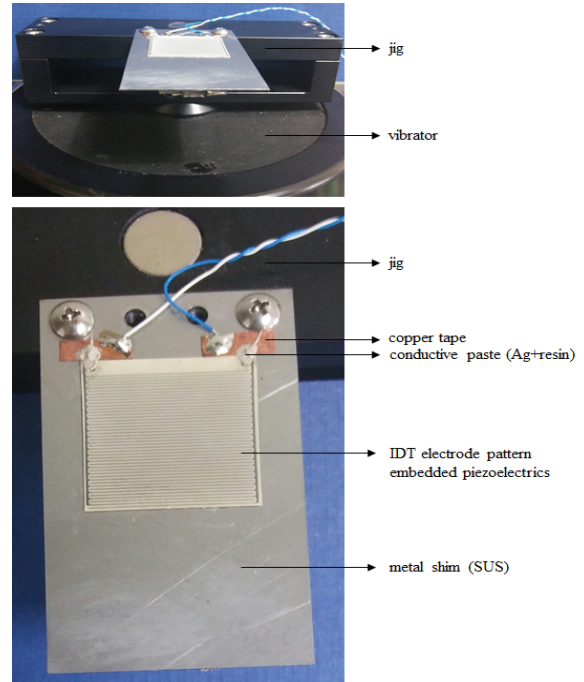 jig
vibrator
jig
copper tape
conductive paste (Ag+resin)
IDT electrode pattern
embedded piezoelectrics
metal shim (SUS)